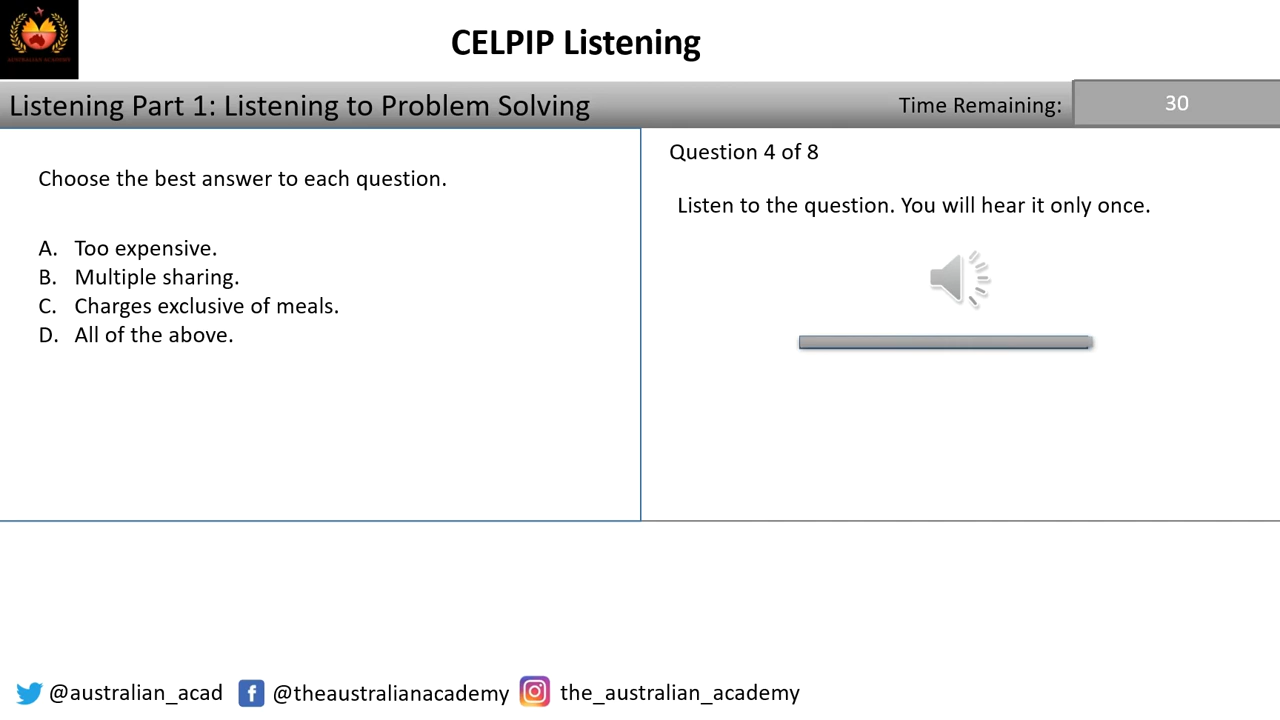 CELPIP Listening
Listening Part 1: Listening to Problem Solving
Time Remaining:
30
Choose the best answer to each question.
A. Too expensive.
B. Multiple sharing.
C. Charges exclusive of meals.
D. All of the above.
Question 4 of 8
Listen to the question. You will hear it only once.
@australian_acad
@theaustralianacademy
the_australian_academy